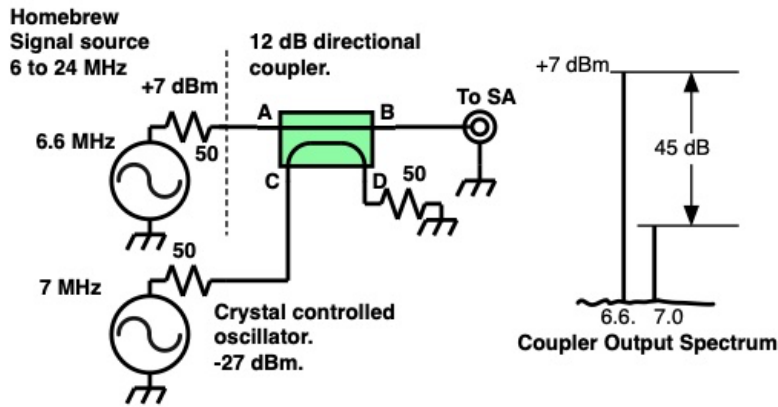 Homebrew
Signal source
6 to 24 MHz
12 dB directional
coupler.
+7 dBm
+7 dBm
A
B
To SA
6.6 MHz
50
45 dB
C
D
50
50
7 MHz
Crystal controlled
oscillator.
-27 dBm.
6.6. 7.0
Coupler Output Spectrum